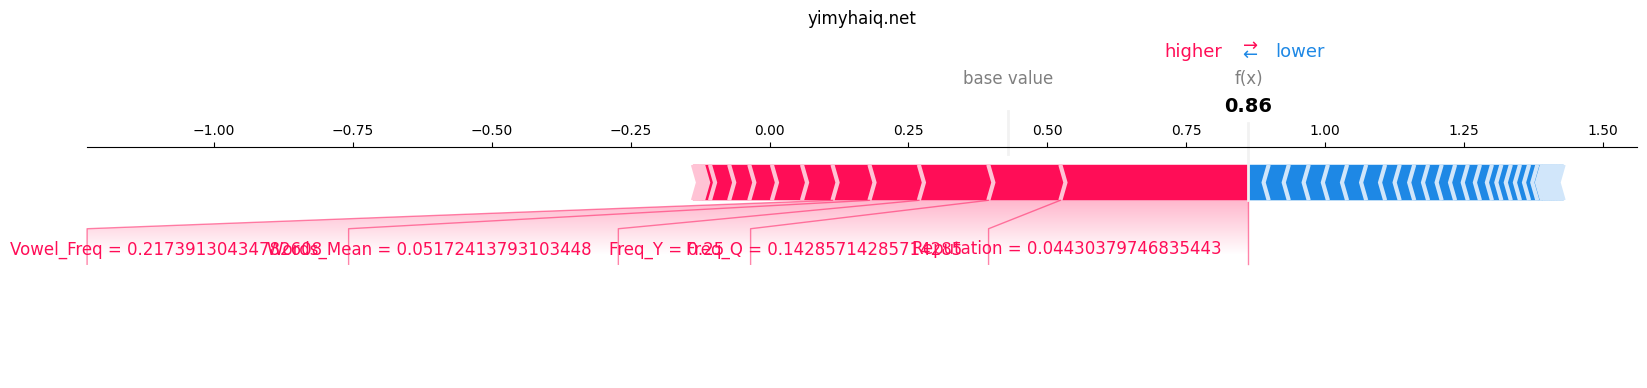 yimyhaiq.net
higher ⇄ lower
base value f(x)
0.86
−1.00 −0.75 −0.50 −0.25 0.00 0.25 0.50 0.75 1.00 1.25 1.50
Vowel_Freq = 0.21739130434782608 Words_Mean = 0.05172413793103448 Freq_Y = 0.25 Freq_Q = 0.14285714285714285 Reputation = 0.04430379746835443